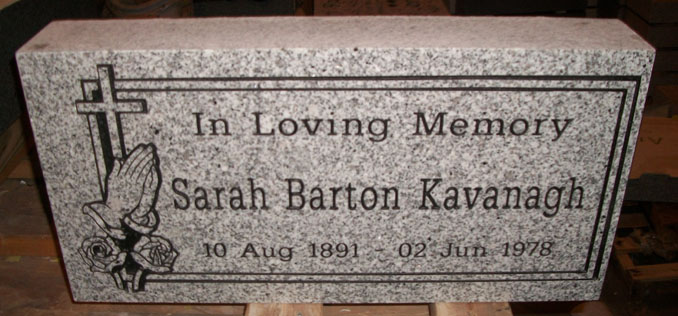 In Loving Memory
Sarah Barton Kavanagh
10 Aug 1891 - 02 Jun 1978